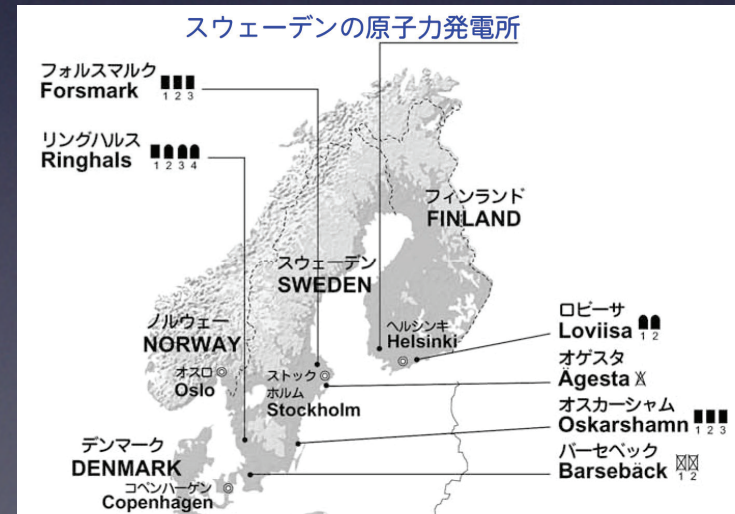 スウェーデンの原子力発電所
フォルスマルク
Forsmark
1 2 3
リングハルス
Ringhals
1 2 3 4
フィンランド
FINLAND
スウェーデン
SWEDEN
ノルウェー
NORWAY
ヘルシンキ
Helsinki
オスロ
Oslo
ストック
ホルム
Stockholm
デンマーク
DENMARK
コペンハーゲン
Copenhagen
ロビーサ
Loviisa
1 2
オゲスタ
Ågesta
オスカーシャム
Oskarshamn
1 2 3
バーセベック
Barsebäck
1 2